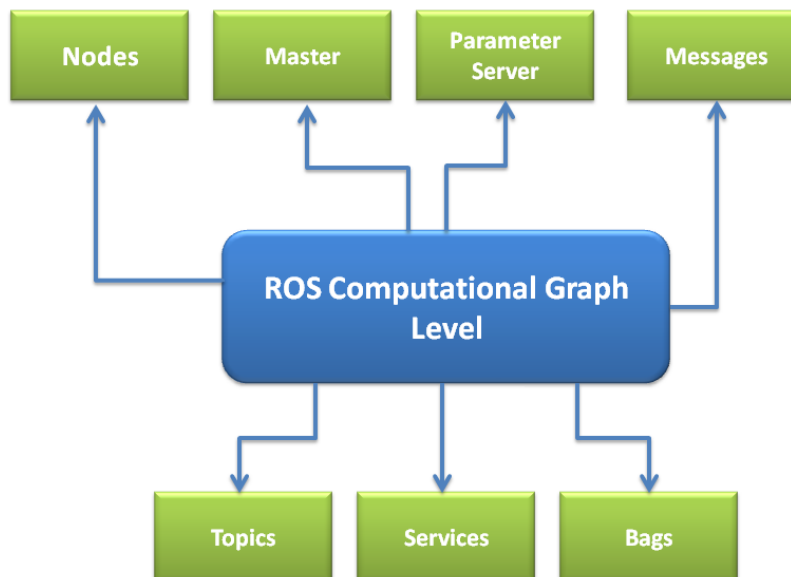 Nodes
Master
Parameter
Server
Messages
ROS Computational Graph
Level
Topics
Services
Bags